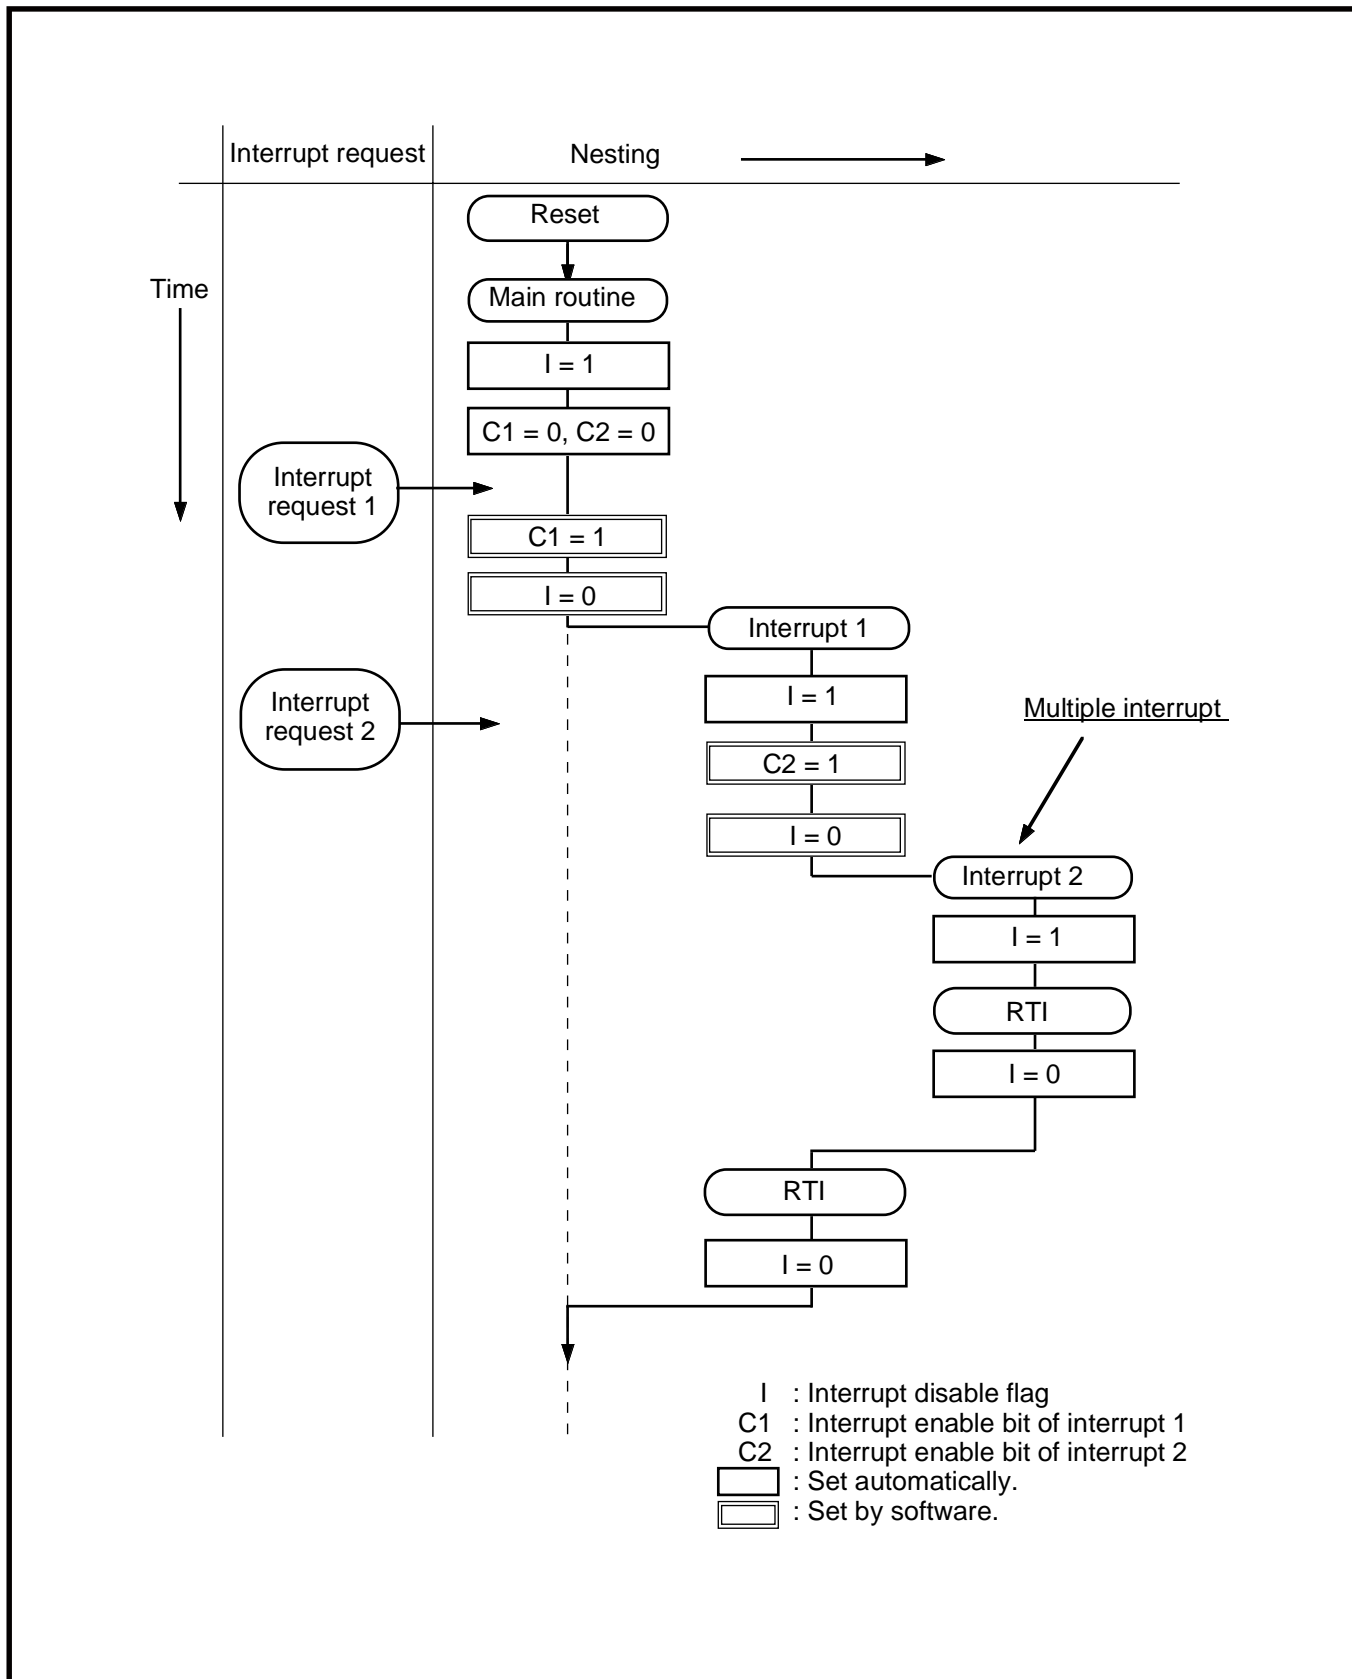 Interrupt request
Nesting
Reset
Time
Main routine
I = 1
C1 = 0, C2 = 0
Interrupt
request 1
C1 = 1
I = 0
Interrupt 1
Interrupt
request 2
I = 1
Multiple interrupt
C2 = 1
I = 0
Interrupt 2
I = 1
RTI
I = 0
RTI
I = 0
I : Interrupt disable flag
C1 : Interrupt enable bit of interrupt 1
C2 : Interrupt enable bit of interrupt 2
: Set automatically.
: Set by software.